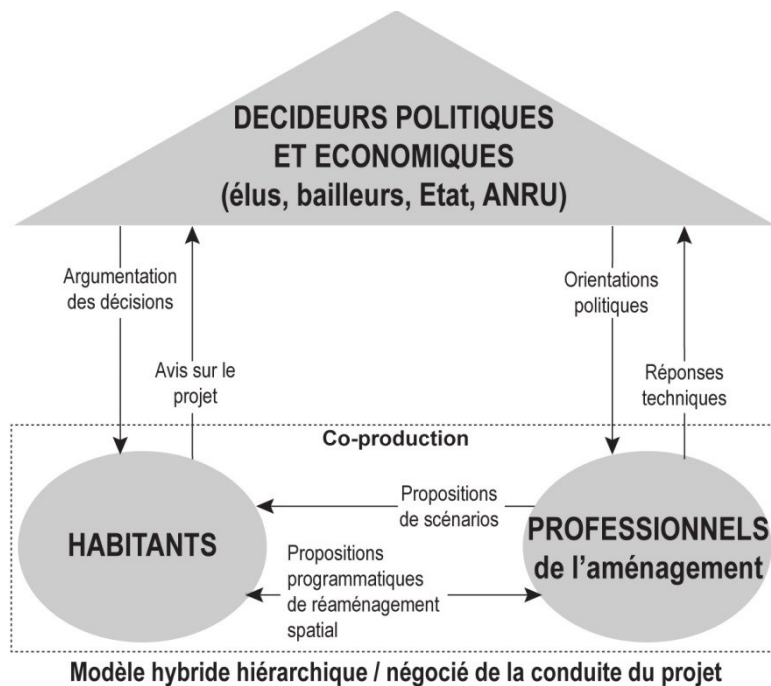 DECIDEURS POLITIQUES
ET ECONOMIQUES
(élus, bailleurs, Etat, ANRU)
Argumentation
des décisions
Avis sur le
projet
Orientations
politiques
Réponses
techniques
Co-production
HABITANTS
Propositions
de scénarios
Propositions
programmatiques
de réaménagement
spatial
PROFESSIONNELS
de l’aménagement
Modèle hybride hiérarchique / négocié de la conduite du projet